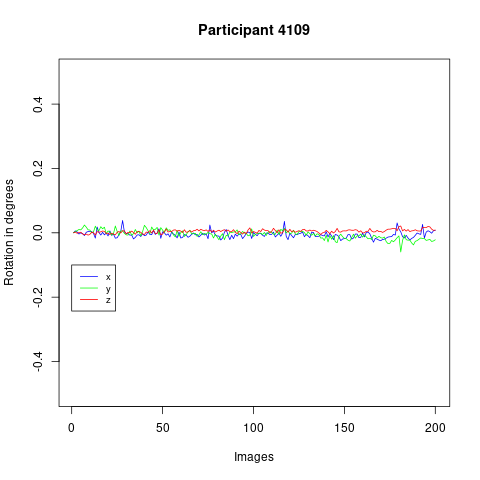 Participant 4109
Rotation in degrees
0.4
0.2
0.0
-0.2
-0.4
x
y
z
0 50 100 150 200
Images